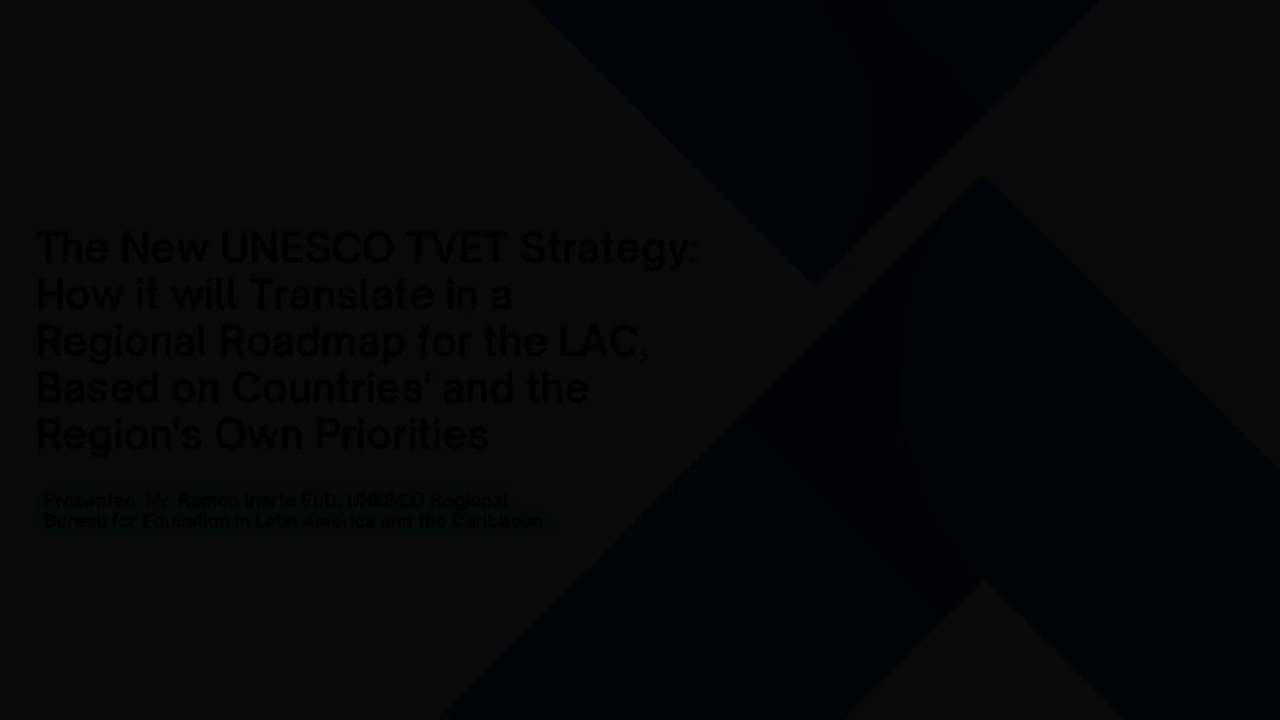 The New UNESCO TVET Strategy:
How it will Translate in a
Regional Roadmap for the LAC,
Based on Countries' and the
Region's Own Priorities
Presenter: Mr. Ramon Iriarte PhD, UNESCO Regional
Bureau for Education in Latin America and the Caribbean